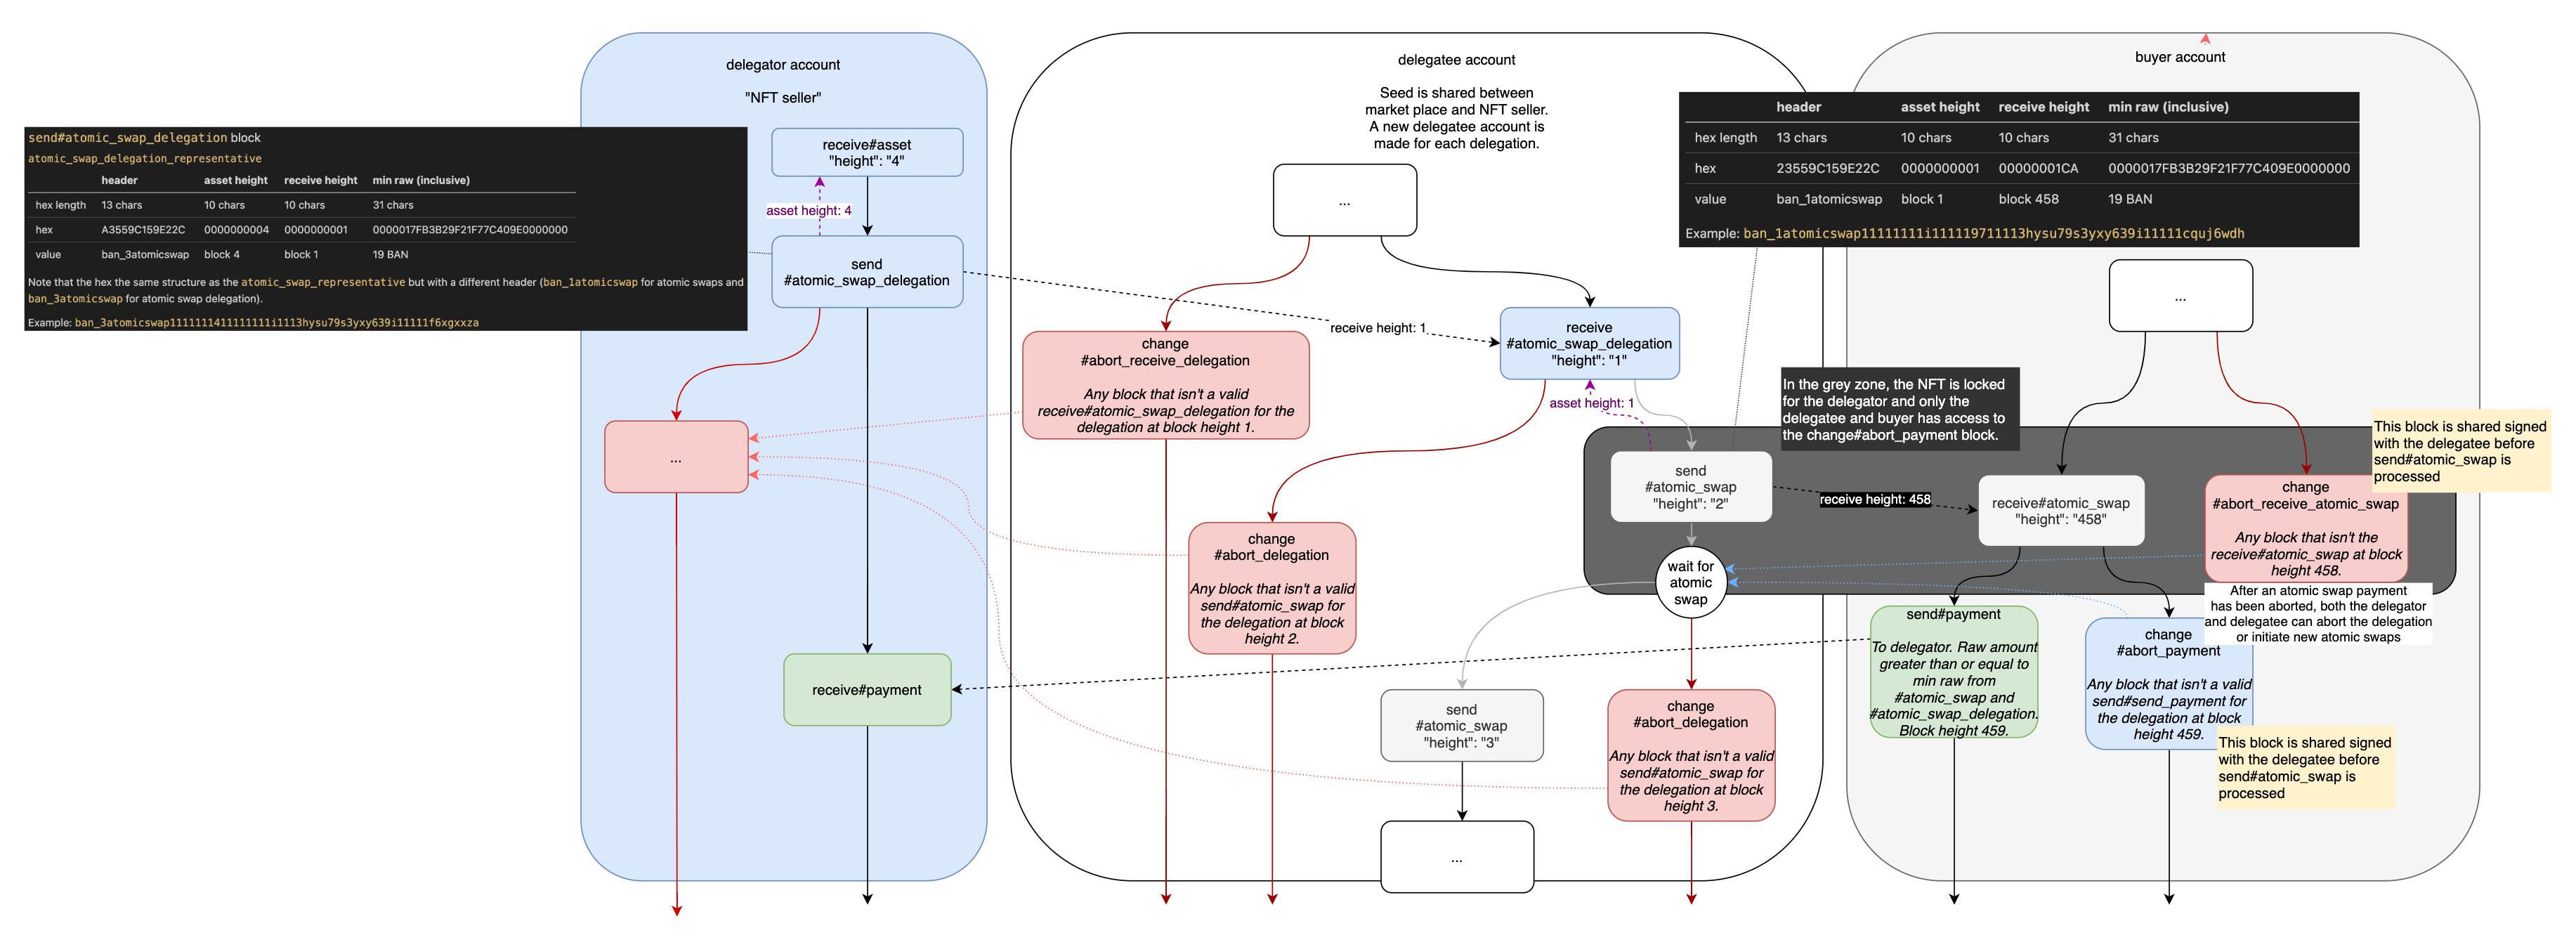 delegator account
"NFT seller"
send#atomic_swap_delegation block
atomic_swap_delegation_representative
header asset height receive height min raw (inclusive)
hex length 13 chars 10 chars 10 chars 31 chars
hex A3559C159E22C 0000000004 0000000001 0000017FB3B29F21F77C409E0000000
value ban_3atomicswap block 4 block 1 19 BAN
Note that the hex the same structure as the atomic_swap_representative but with a different header (ban_1atomicswap for atomic swaps and
ban_3atomicswap for atomic swap delegation).
Example: ban_3atomicswap1111111411111111i1113hysu79s3yxy639i11111f6xgxxza
receive#asset
"height": "4"
asset height: 4
send
#atomic_swap_delegation
...
receive#payment
delegatee account
Seed is shared between
market place and NFT seller.
A new delegatee account is
made for each delegation.
...
receive height: 1
receive
#atomic_swap_delegation
"height": "1"
change
#abort_receive_delegation
Any block that isn't a valid
receive#atomic_swap_delegation for the
delegation at block height 1.
asset height: 1
send
#atomic_swap
"height": "2"
change
#abort_delegation
Any block that isn't a valid
send#atomic_swap for
the delegation at block
height 2.
wait for
atomic
swap
send
#atomic_swap
"height": "3"
change
#abort_delegation
Any block that isn't a valid
send#atomic_swap for
the delegation at block
height 3.
...
buyer account
header asset height receive height min raw (inclusive)
hex length 13 chars 10 chars 10 chars 31 chars
hex 23559C159E22C 0000000001 00000001CA 0000017FB3B29F21F77C409E0000000
value ban_1atomicswap block 1 block 458 19 BAN
Example: ban_1atomicswap11111111i111119711113hysu79s3yxy639i11111cquj6wdh
...
In the grey zone, the NFT is locked
for the delegator and only the
delegatee and buyer has access to
the change#abort_payment block.
This block is shared signed
with the delegatee before
send#atomic_swap is
processed
receive height: 458
receive#atomic_swap
"height": "458"
change
#abort_receive_atomic_swap
Any block that isn't the
receive#atomic_swap at block
height 458.
After an atomic swap payment
has been aborted, both the delegator
and delegatee can abort the delegation
or initiate new atomic swaps
send#payment
To delegator. Raw amount
greater than or equal to
min raw from
#atomic_swap and
#atomic_swap_delegation.
Block height 459.
change
#abort_payment
Any block that isn't a valid
send#send_payment for
the delegation at block
height 459.
This block is shared signed
with the delegatee before
send#atomic_swap is
processed